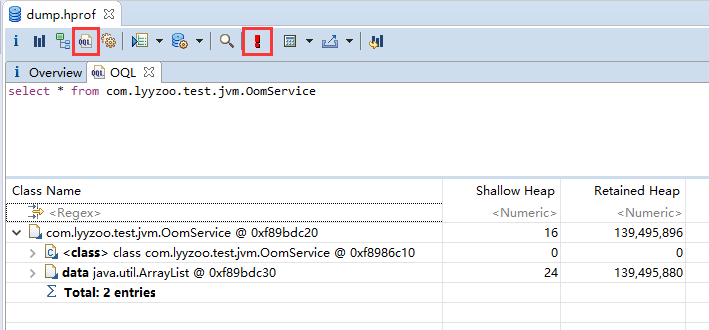 dump.hprof
i OQL
i Overview OQL
select * from com.lyyzoo.test.jvm.OomService
Class Name Shallow Heap Retained Heap
<Regex> <Numeric> <Numeric>
com.lyyzoo.test.jvm.OomService @ 0xf89bdc20 16 139,495,896
<class> class com.lyyzoo.test.jvm.OomService @ 0xf8986c10 0 0
data java.util.ArrayList @ 0xf89bdc30 24 139,495,880
Σ Total: 2 entries